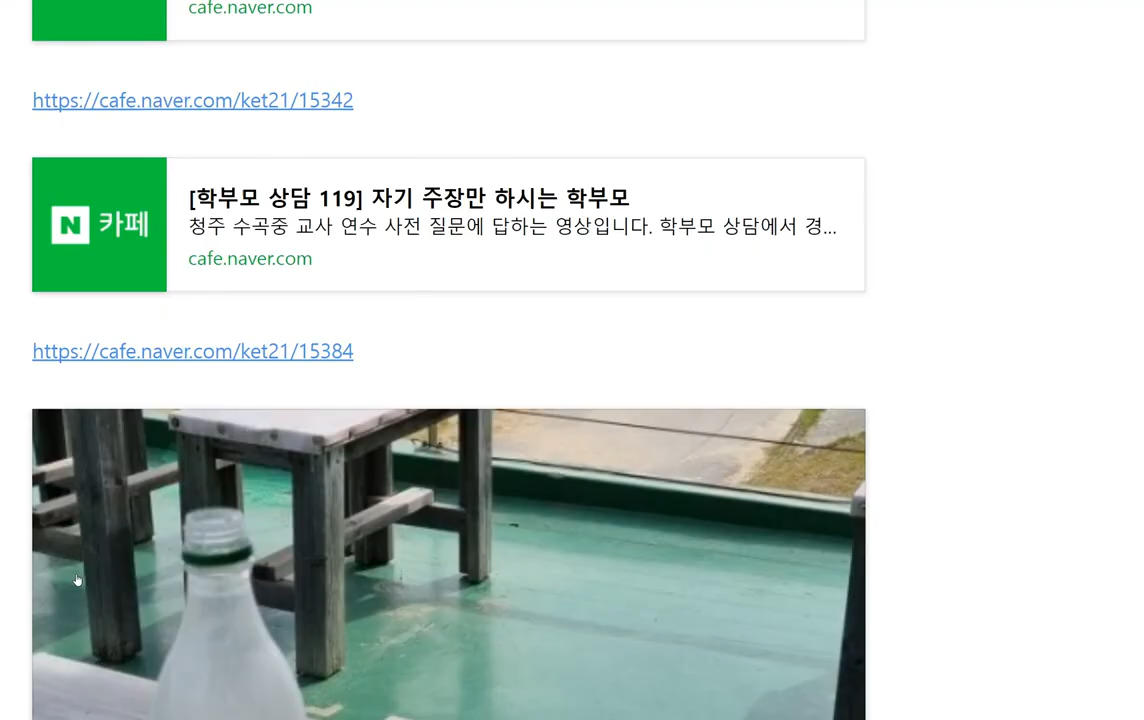 cafe.naver.com
https://cafe.naver.com/ket21/15342
[학부모 상담 119] 자기 주장만 하시는 학부모
N 카페
청주 수곡중 교사 연수 사전 질문에 답하는 영상입니다. 학부모 상담에서 경...
cafe.naver.com
https://cafe.naver.com/ket21/15384